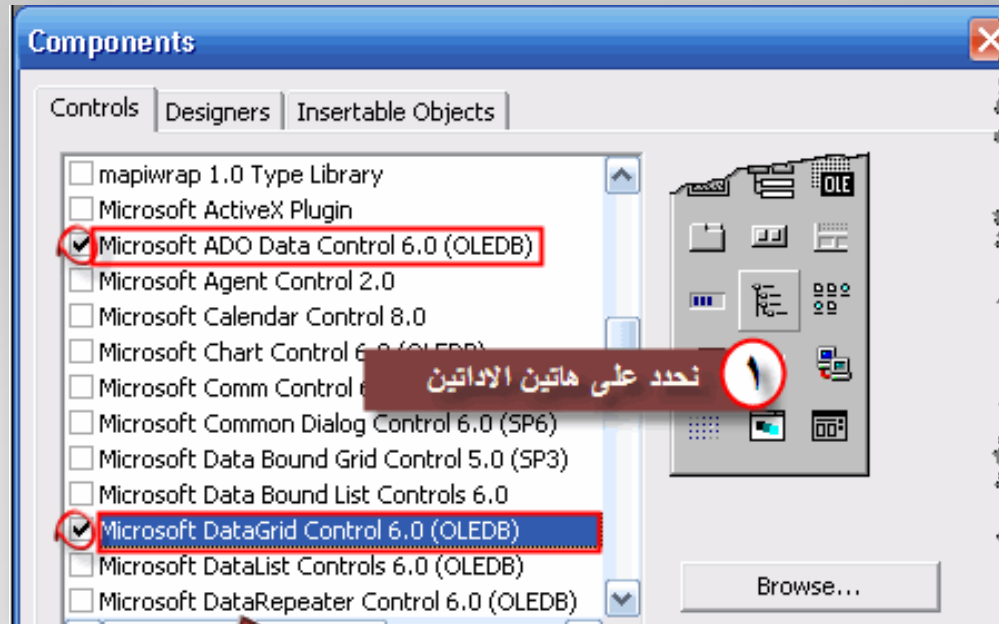 Components
Controls
Designers
Insertable Objects
mapiwrap 1.0 Type Library
Microsoft ActiveX Plugin
Microsoft ADO Data Control 6.0 (OLEDB)
Microsoft Agent Control 2.0
Microsoft Calendar Control 8.0
Microsoft Chart Control 6.0 (OLEDB)
Microsoft Comm Control
Microsoft Common Dialog Control 6.0 (SP6)
Microsoft Data Bound Grid Control 5.0 (SP3)
Microsoft Data Bound List Controls 6.0
Microsoft DataGrid Control 6.0 (OLEDB)
Microsoft DataList Controls 6.0 (OLEDB)
Microsoft DataRepeater Control 6.0 (OLEDB)
OLE
١
نحدد على هاتين الاداتين
Browse...